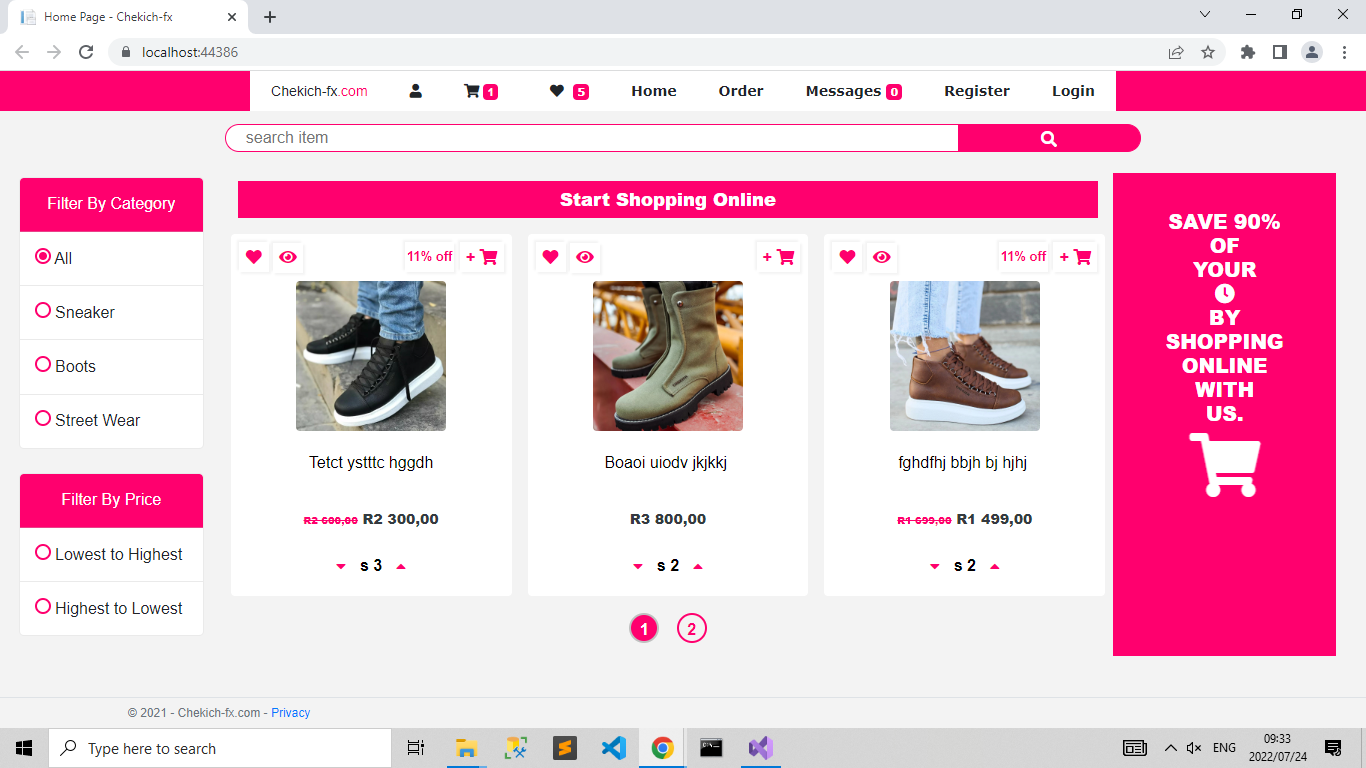 Home Page - Chekich-fx
localhost:44386
Chekich-fx.com 1 5 Home Order Messages 0 Register Login
search item
Filter By Category
All
Sneaker
Boots
Street Wear
Filter By Price
Lowest to Highest
Highest to Lowest
Start Shopping Online
11% off +
Tetct ystttc hggdh
R2 600,00 R2 300,00
s 3
+
Boaoi uiodv jkjkkj
R3 800,00
s 2
11% off +
fghdfhj bbjh bj hjhj
R1 699,00 R1 499,00
s 2
1 2
SAVE 90%
OF
YOUR
BY
SHOPPING
ONLINE
WITH
US.
© 2021 - Chekich-fx.com - Privacy
Type here to search
ENG
09:33
2022/07/24